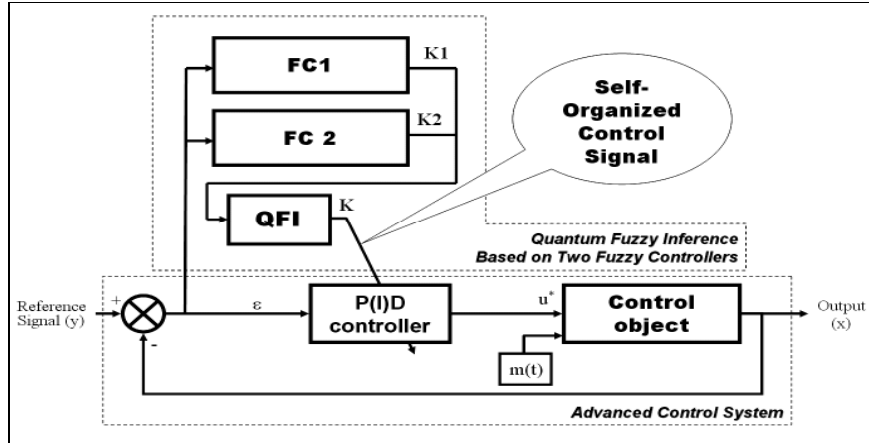 FC1
K1
FC 2
K2
Self-
Organized
Control
Signal
QFI
K
Quantum Fuzzy Inference
Based on Two Fuzzy Controllers
Reference
Signal (y)
+
-
ε
P(I)D
controller
u*
Control
object
m(t)
Output
(x)
Advanced Control System